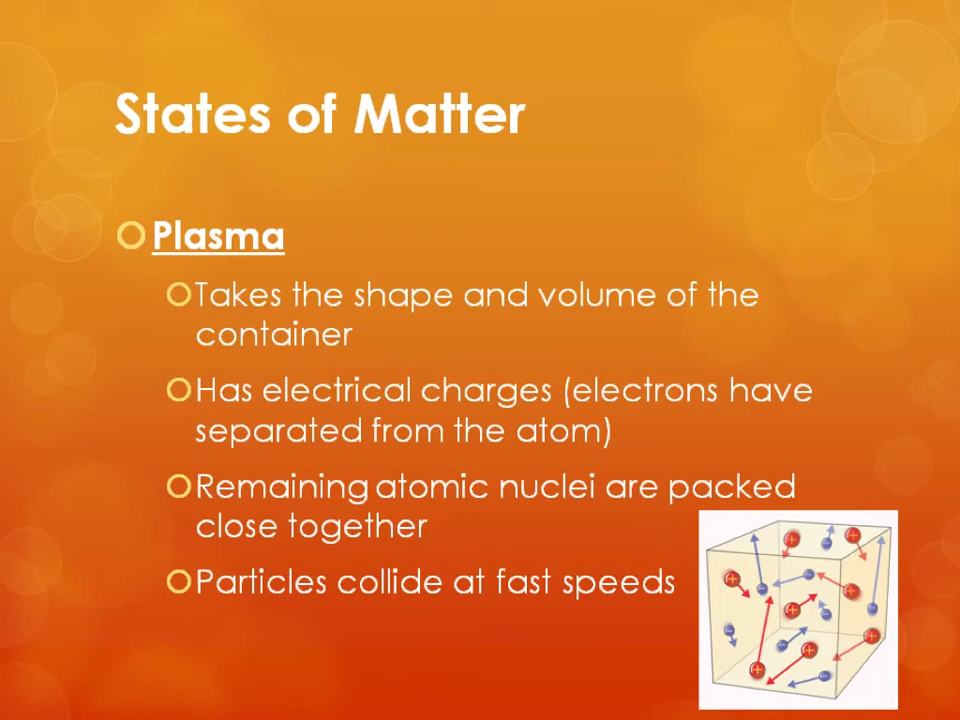 States of Matter
Plasma
Takes the shape and volume of the
container
Has electrical charges (electrons have
separated from the atom)
Remaining atomic nuclei are packed
close together
Particles collide at fast speeds